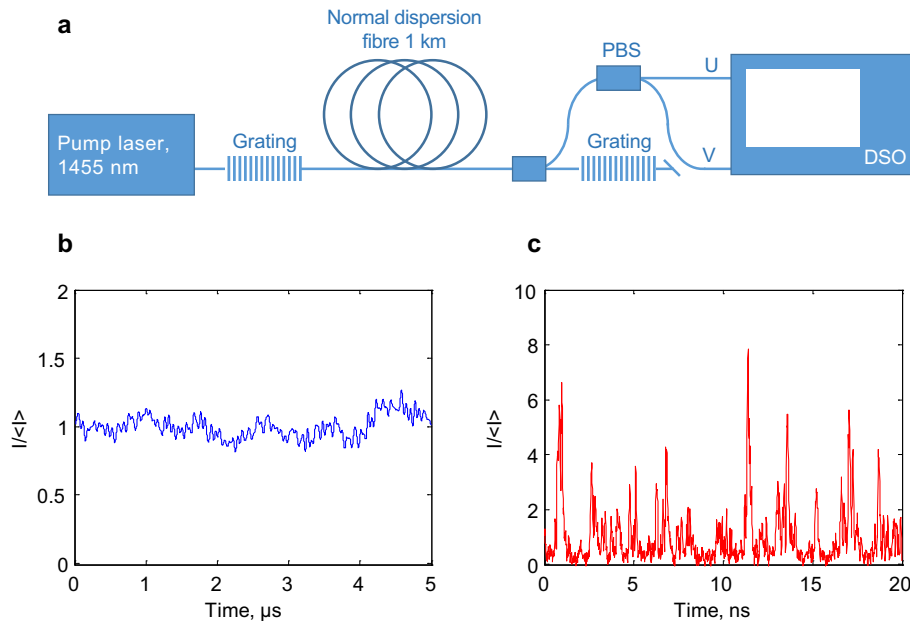 a
Normal dispersion
fibre 1 km
PBS
U
Pump laser,
1455 nm
Grating
Grating
V
DSO
b
2
1.5
1
0.5
0
I/<I>
0 1 2 3 4 5
Time, µs
c
10
8
6
4
2
0
I/<I>
0 5 10 15 20
Time, ns